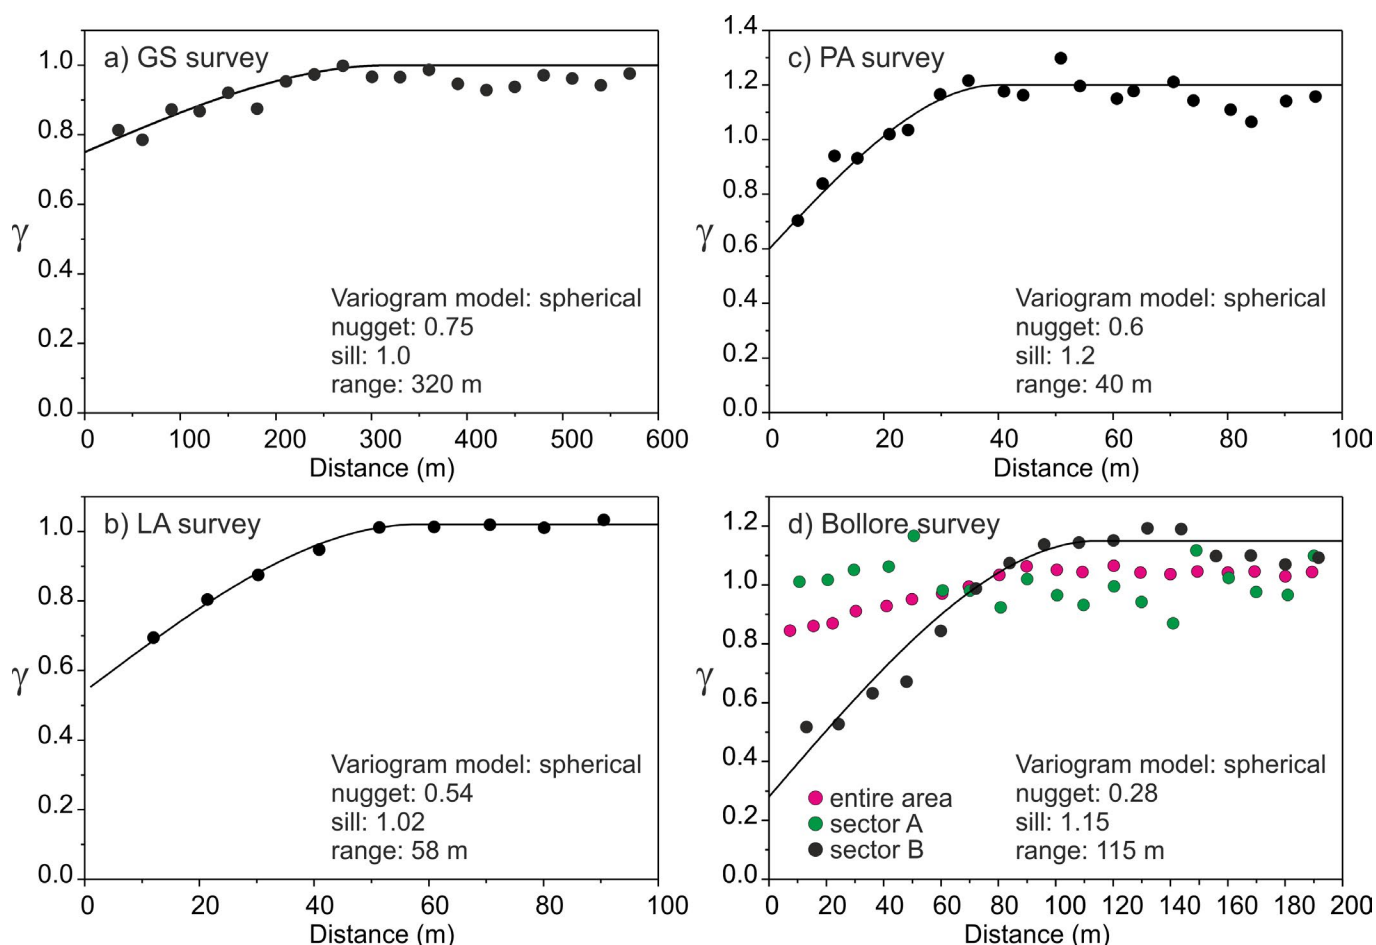 a) GS survey
1.0
0.8
0.6
γ
0.4
0.2
0.0
Variogram model: spherical
nugget: 0.75
sill: 1.0
range: 320 m
0 100 200 300 400 500 600
Distance (m)
c) PA survey
1.4
1.2
1.0
0.8
γ
0.6
0.4
0.2
0.0
Variogram model: spherical
nugget: 0.6
sill: 1.2
range: 40 m
0 20 40 60 80 100
Distance (m)
b) LA survey
1.0
0.8
0.6
γ
0.4
0.2
0.0
Variogram model: spherical
nugget: 0.54
sill: 1.02
range: 58 m
0 20 40 60 80 100
Distance (m)
d) Bollore survey
1.2
1.0
0.8
γ
0.6
0.4
0.2
0.0
entire area
sector A
sector B
Variogram model: spherical
nugget: 0.28
sill: 1.15
range: 115 m
0 20 40 60 80 100 120 140 160 180 200
Distance (m)